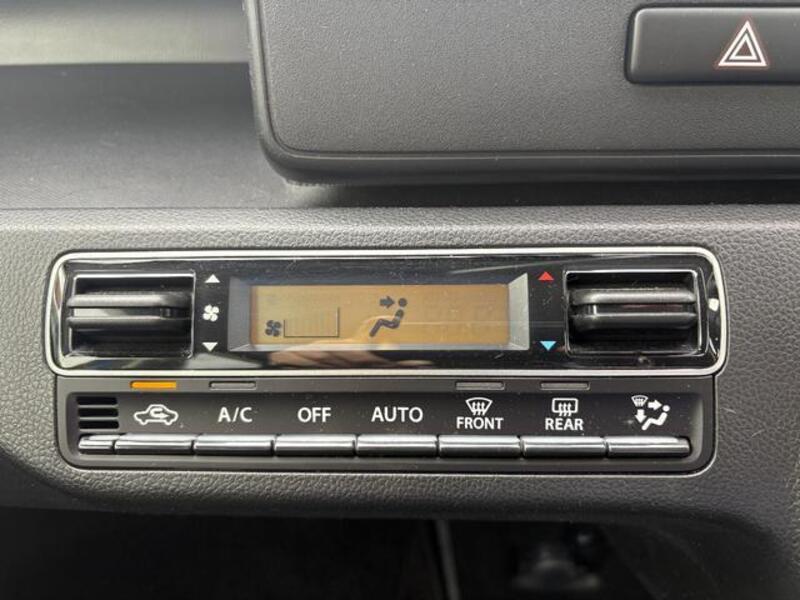 A/C OFF AUTO FRONT REAR